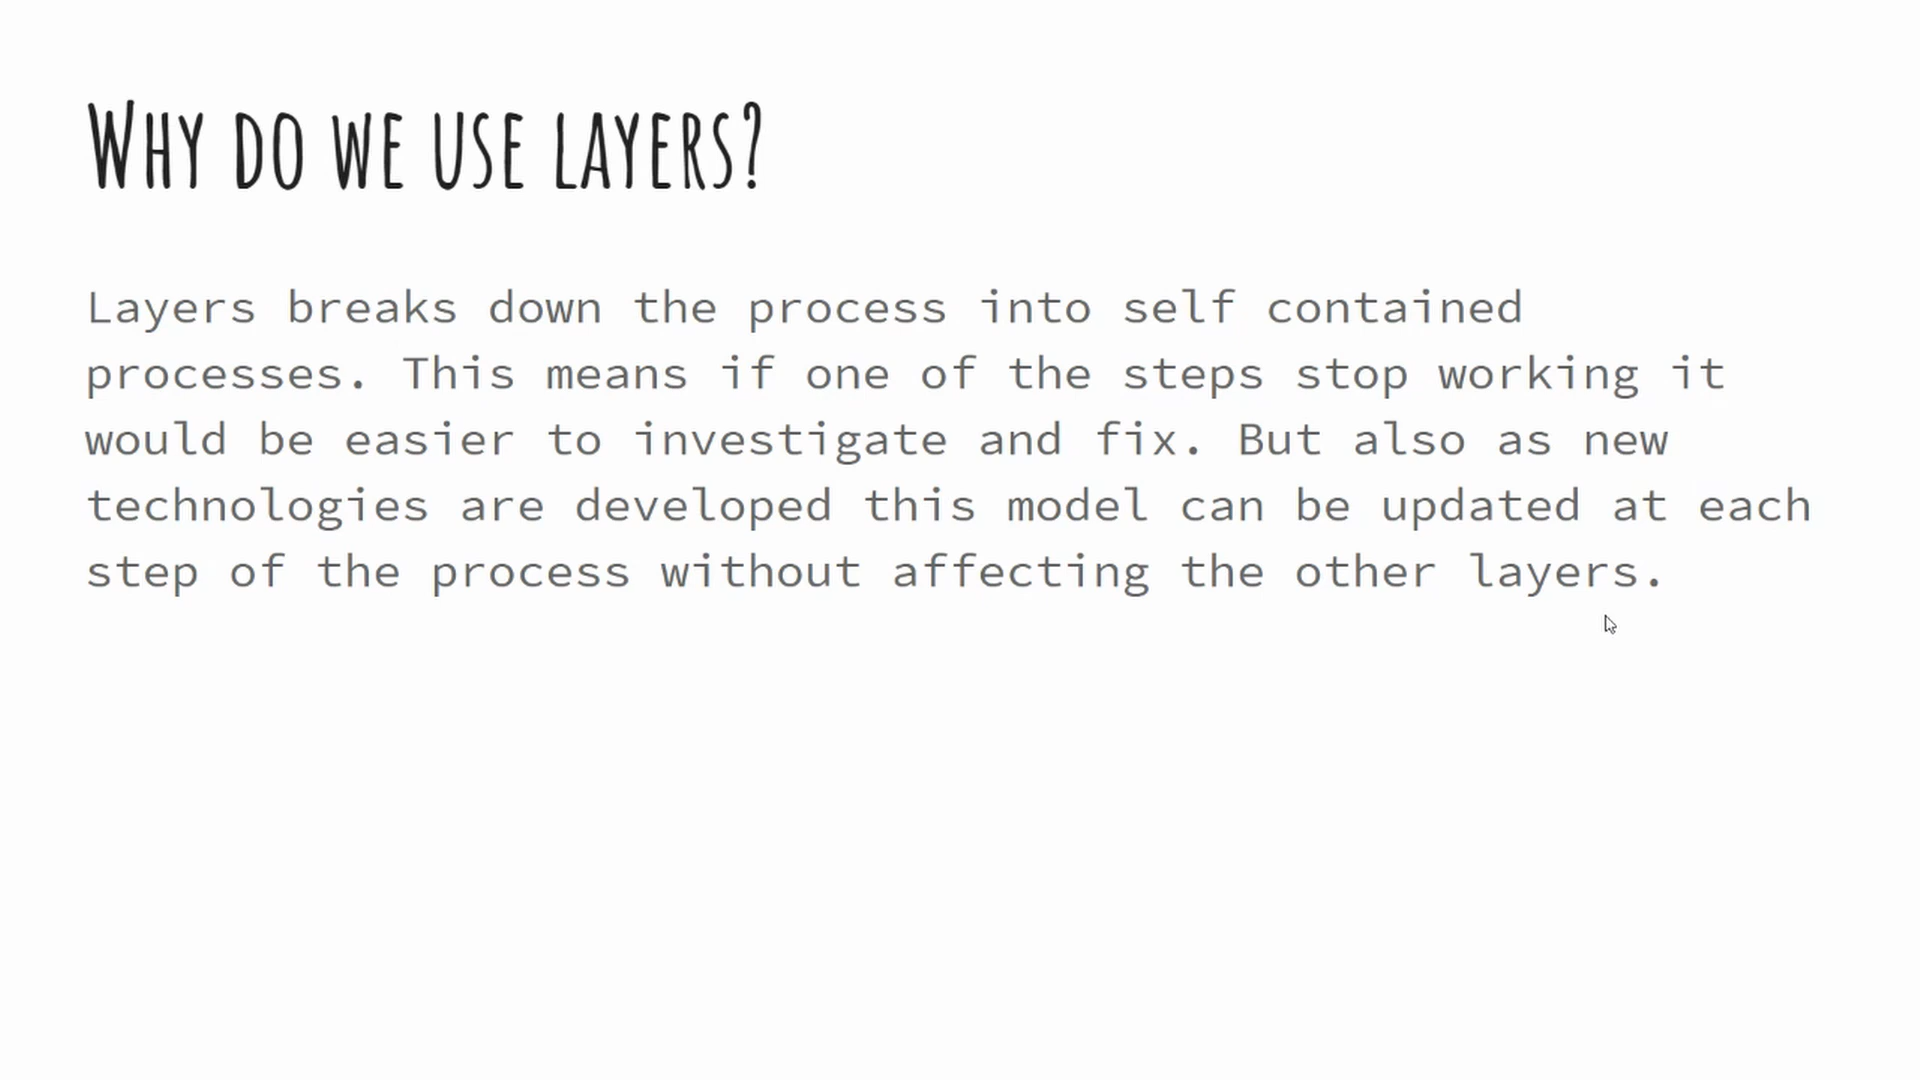 Why do we use layers?
Layers breaks down the process into self contained
processes. This means if one of the steps stop working it
would be easier to investigate and fix. But also as new
technologies are developed this model can be updated at each
step of the process without affecting the other layers.